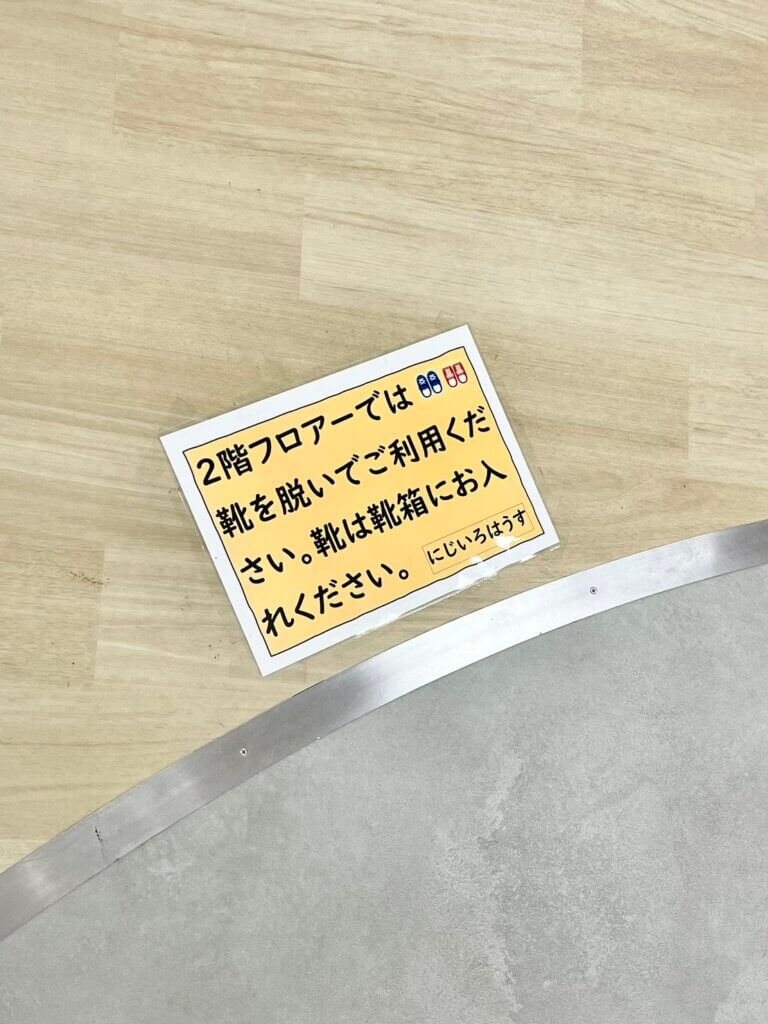 2階フロアーでは
靴を脱いでご利用くだ
さい。靴は靴箱にお入
れください。
にじいろはうす